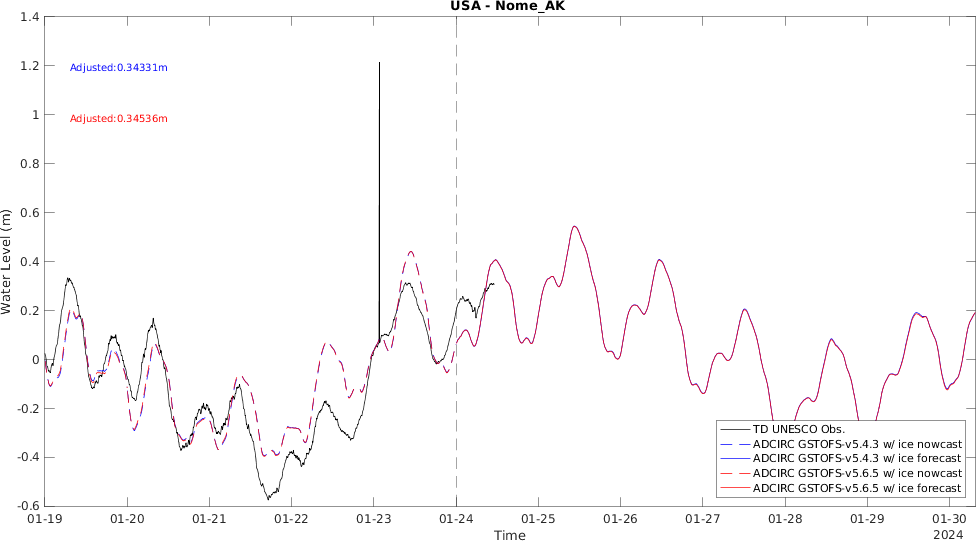 USA - Nome_AK
1.4
1.2
1
0.8
0.6
0.4
0.2
0
-0.2
-0.4
-0.6
Water Level (m)
Adjusted:0.34331m
Adjusted:0.34536m
TD UNESCO Obs.
ADCIRC GSTOFS-v5.4.3 w/ ice nowcast
ADCIRC GSTOFS-v5.4.3 w/ ice forecast
ADCIRC GSTOFS-v5.6.5 w/ ice nowcast
ADCIRC GSTOFS-v5.6.5 w/ ice forecast
01-19 01-20 01-21 01-22 01-23 01-24 01-25 01-26 01-27 01-28 01-29 01-30
Time
2024